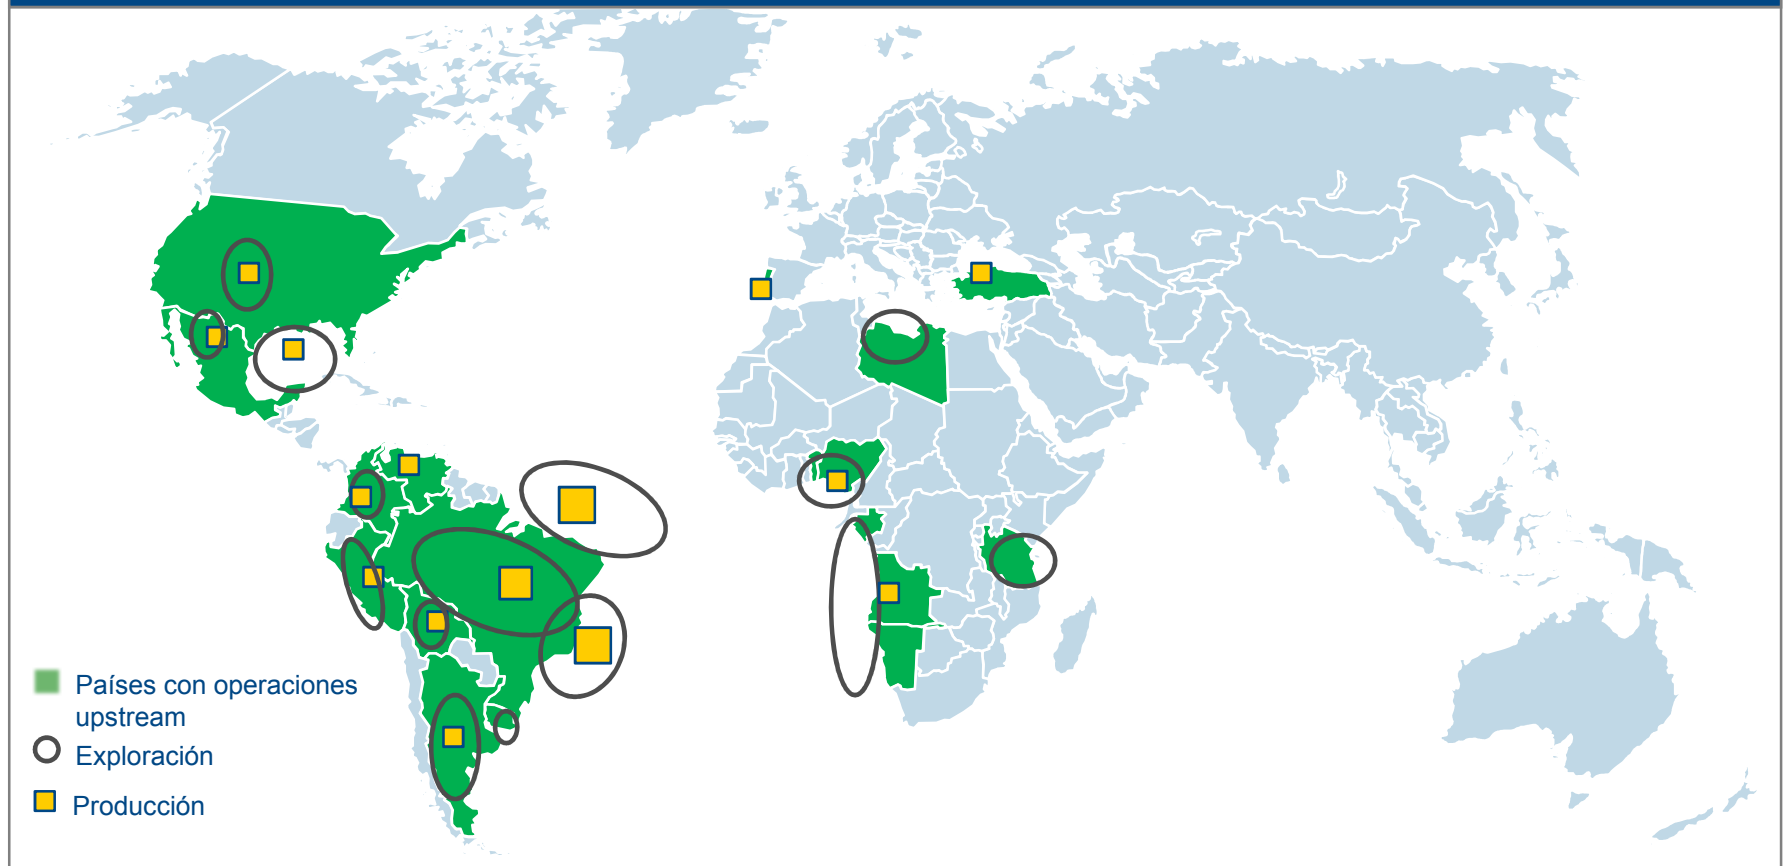 Países con operaciones
upstream
Exploración
Producción